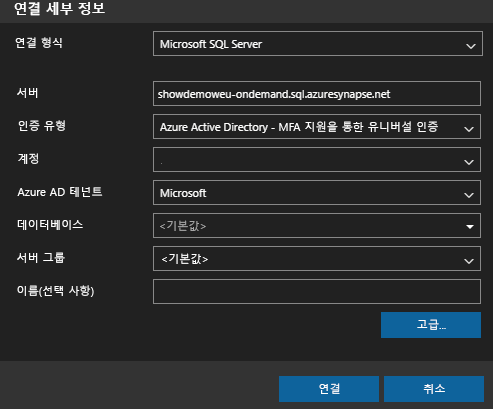 연결 세부 정보
연결 형식 Microsoft SQL Server
서버 showdemoweu-ondemand.sql.azuresynapse.net
인증 유형 Azure Active Directory - MFA 지원을 통한 유니버설 인증
계정 .
Azure AD 테넌트 Microsoft
데이터베이스 <기본값>
서버 그룹 <기본값>
이름(선택 사항)
고급...
연결 취소